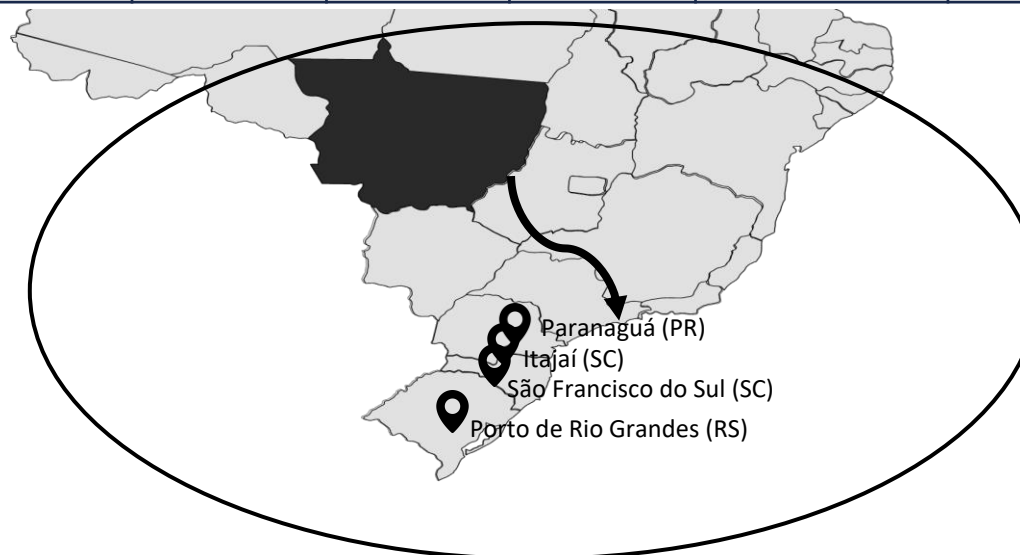 Paranaguá (PR)
Itajaí (SC)
São Francisco do Sul (SC)
Porto de Rio Grandes (RS)